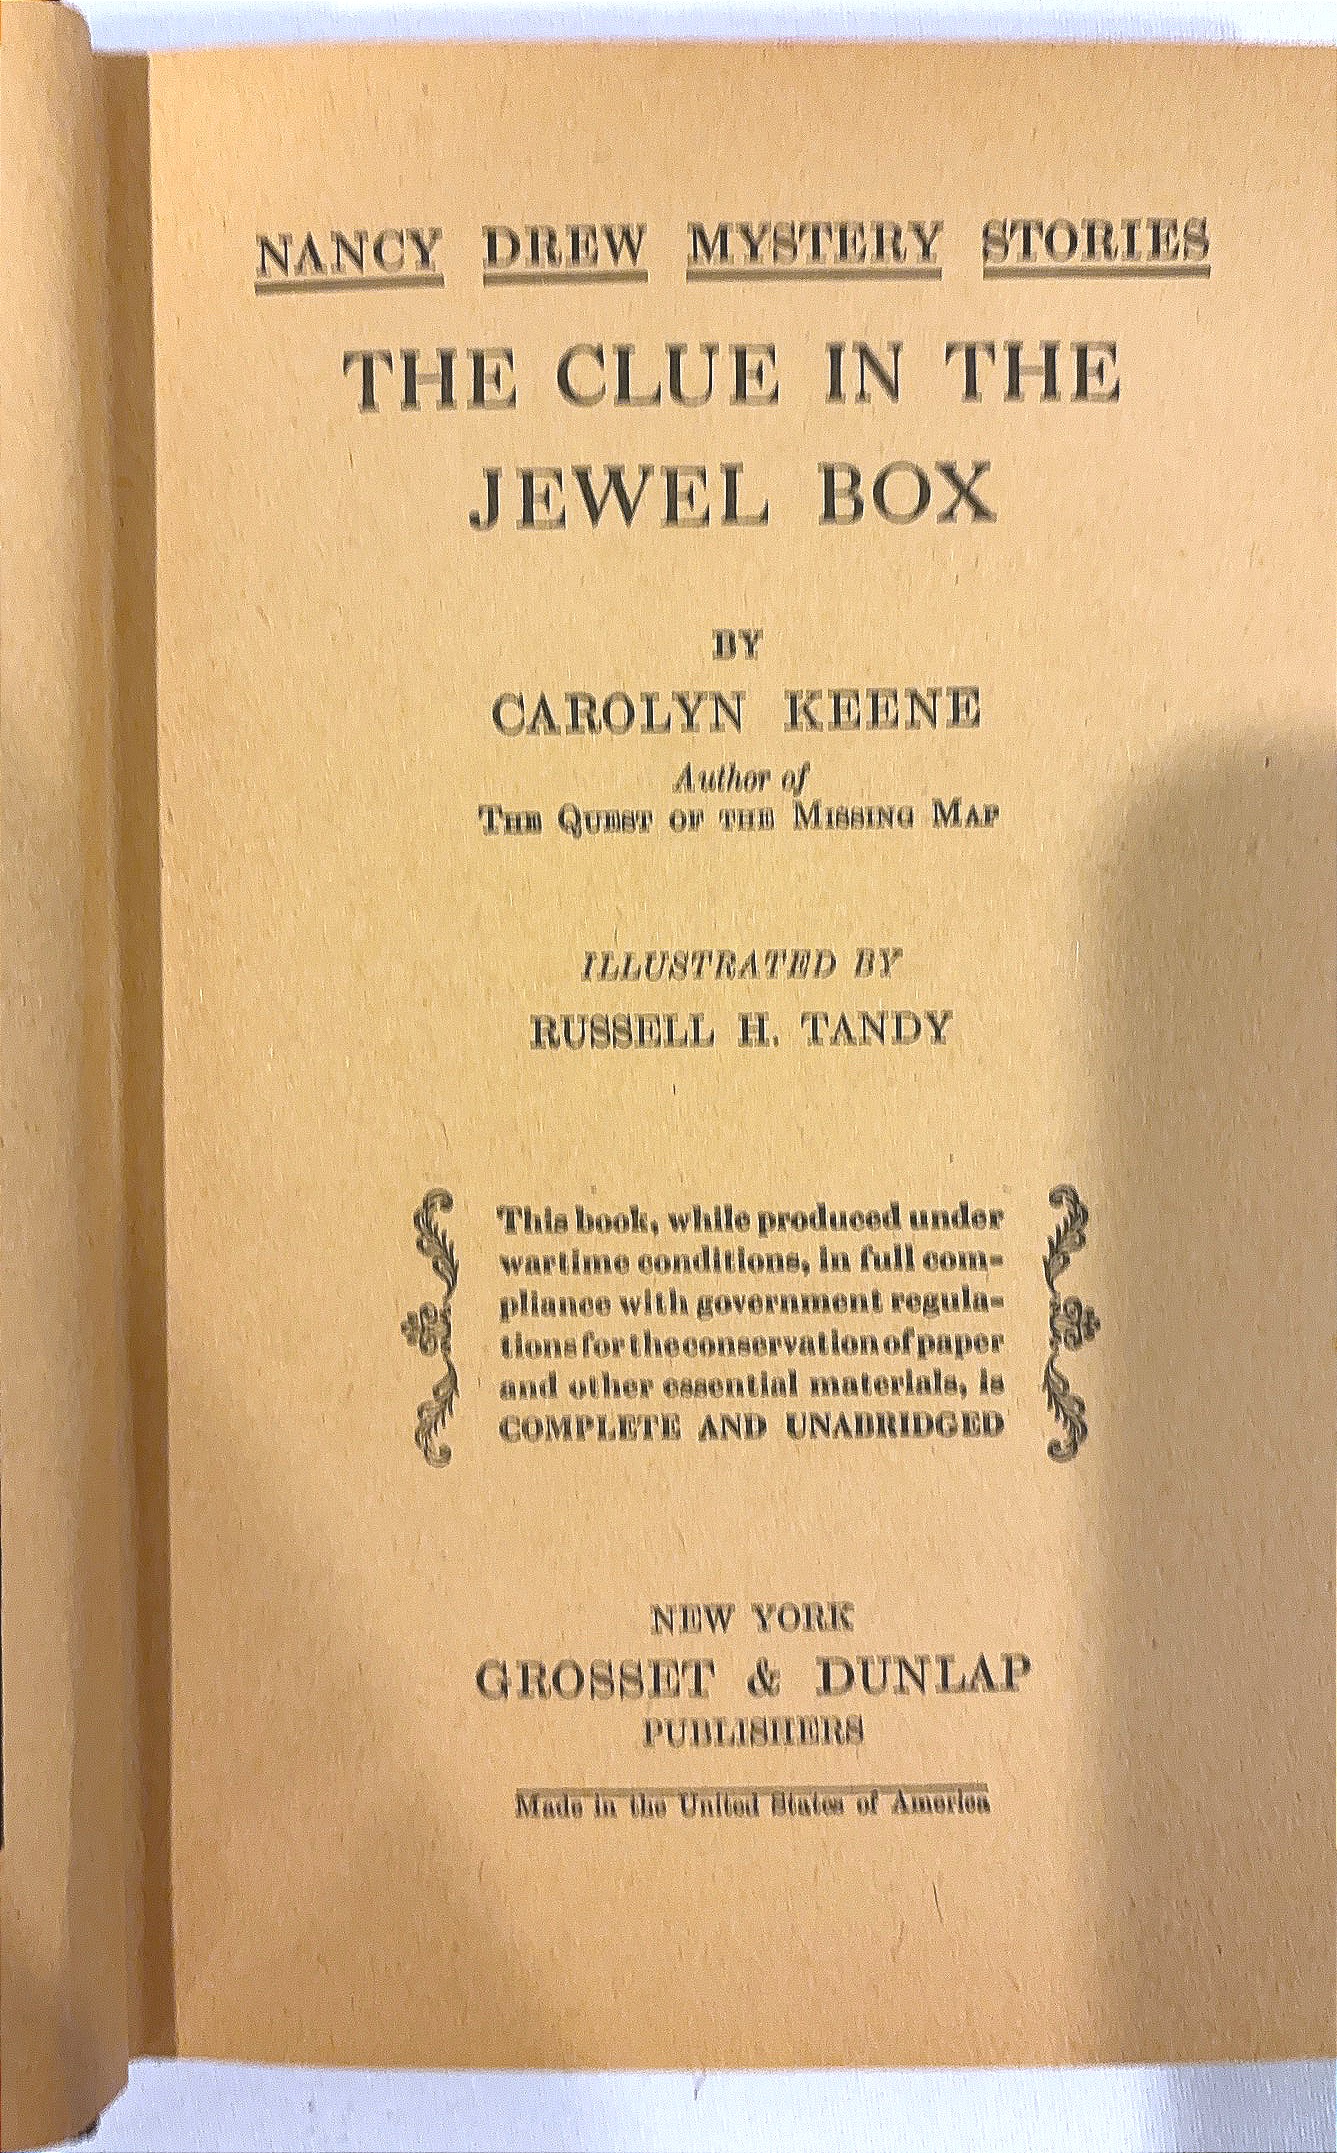 NANCY DREW MYSTERY STORIES
THE CLUE IN THE
JEWEL BOX
BY
CAROLYN KEENE
Author of
THE QUEST OF THE MISSING MAP
ILLUSTRATED BY
RUSSELL H. TANDY
This book, while produced under
wartime conditions, in full com-
pliance with government regula-
tions for the conservation of paper
and other essential materials, is
COMPLETE AND UNABRIDGED
NEW YORK
GROSSET & DUNLAP
PUBLISHERS
Made in the United States of America